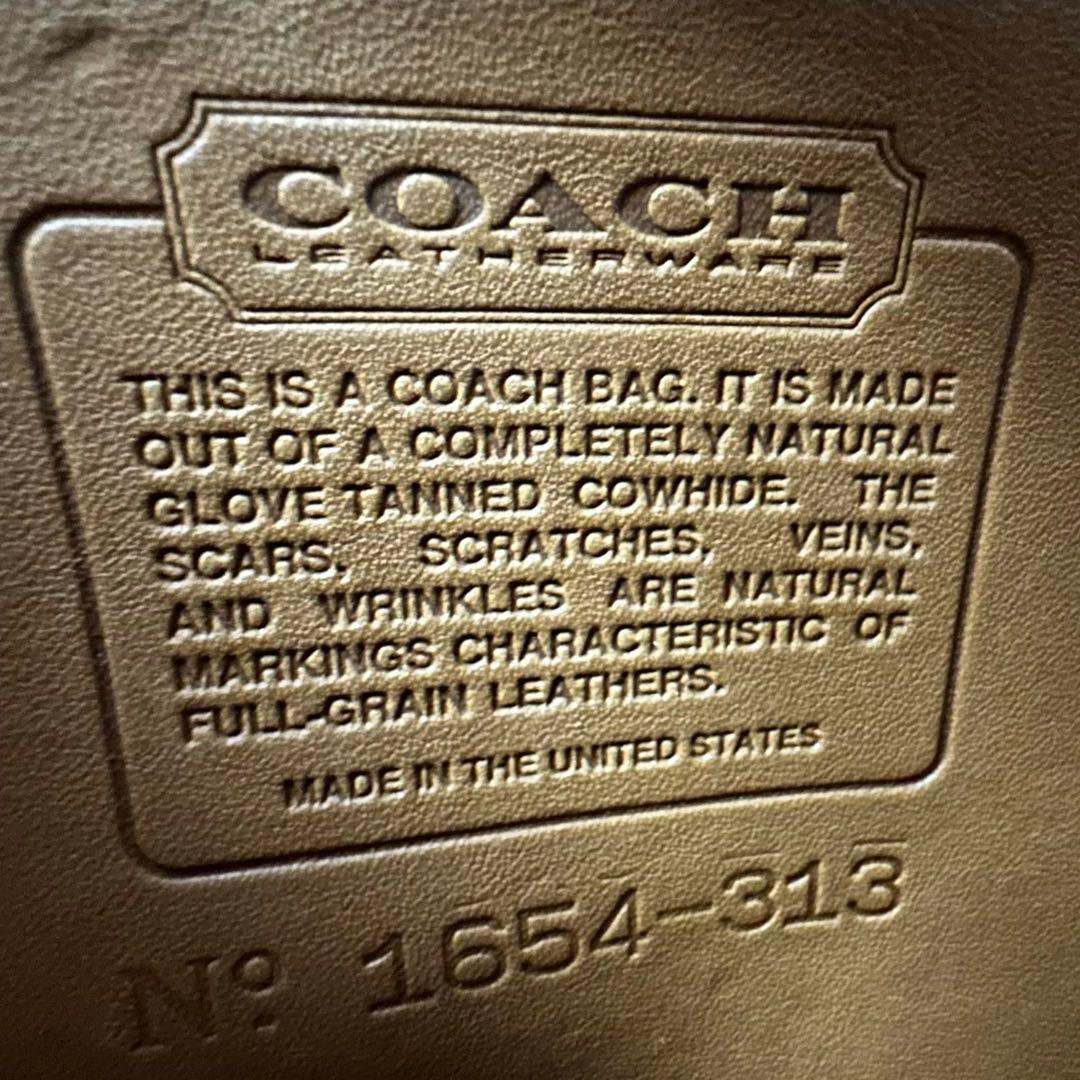 COACH
LEATHERWARE
THIS IS A COACH BAG. IT IS MADE
OUT OF A COMPLETELY NATURAL
GLOVE TANNED COWHIDE. THE
SCARS, SCRATCHES, VEINS,
AND WRINKLES ARE NATURAL
MARKINGS CHARACTERISTIC OF
FULL-GRAIN LEATHERS.
MADE IN THE UNITED STATES
Nº 1654-313